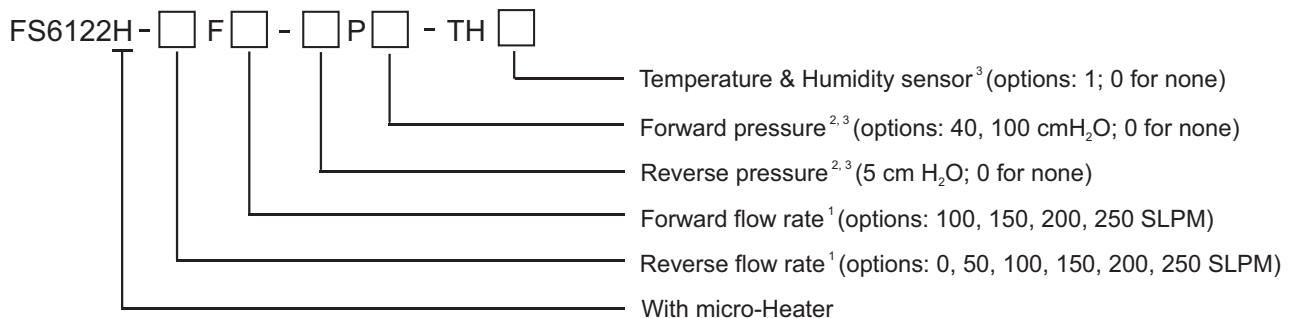 FS6122H-□ F□ - □P□ - TH □
Temperature & Humidity sensor³ (options: 1; 0 for none)
Forward pressure²,³ (options: 40, 100 cmH₂O; 0 for none)
Reverse pressure²,³ (5 cm H₂O; 0 for none)
Forward flow rate¹ (options: 100, 150, 200, 250 SLPM)
Reverse flow rate¹ (options: 0, 50, 100, 150, 200, 250 SLPM)
With micro-Heater